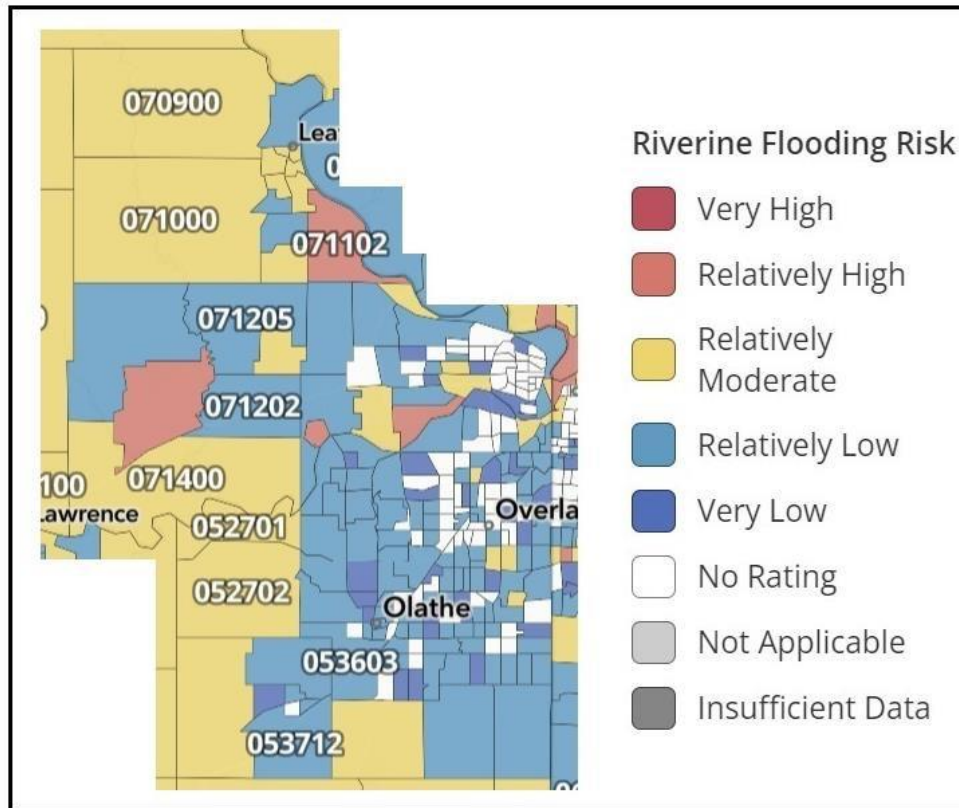 070900
Lea
0
071000
071102
071205
071202
100
071400
Lawrence
052701
Overla
052702
Olathe
053603
053712
Riverine Flooding Risk
Very High
Relatively High
Relatively
Moderate
Relatively Low
Very Low
No Rating
Not Applicable
Insufficient Data